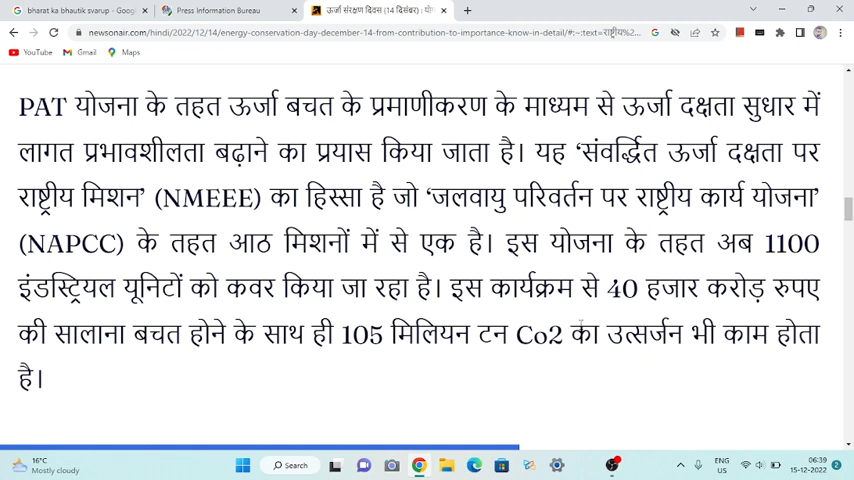 bharat ka bhautik svarup - Googl
Press Information Bureau
ऊर्जा संरक्षण दिवस (14 दिसंबर) : यो
newsonair.com/hindi/2022/12/14/energy-conservation-day-december-14-from-contribution-to-importance-know-in-detail/#:~:text=राष्ट्रीय%2...
YouTube
Gmail
Maps
PAT योजना के तहत ऊर्जा बचत के प्रमाणीकरण के माध्यम से ऊर्जा दक्षता सुधार में
लागत प्रभावशीलता बढ़ाने का प्रयास किया जाता है। यह ‘संवर्द्धित ऊर्जा दक्षता पर
राष्ट्रीय मिशन’ (NMEEE) का हिस्सा है जो ‘जलवायु परिवर्तन पर राष्ट्रीय कार्य योजना’
(NAPCC) के तहत आठ मिशनों में से एक है। इस योजना के तहत अब 1100
इंडस्ट्रियल यूनिटों को कवर किया जा रहा है। इस कार्यक्रम से 40 हजार करोड़ रुपए
की सालाना बचत होने के साथ ही 105 मिलियन टन Co2 का उत्सर्जन भी काम होता
है।
16°C
Mostly cloudy
Search
ENG
US
06:39
15-12-2022
2